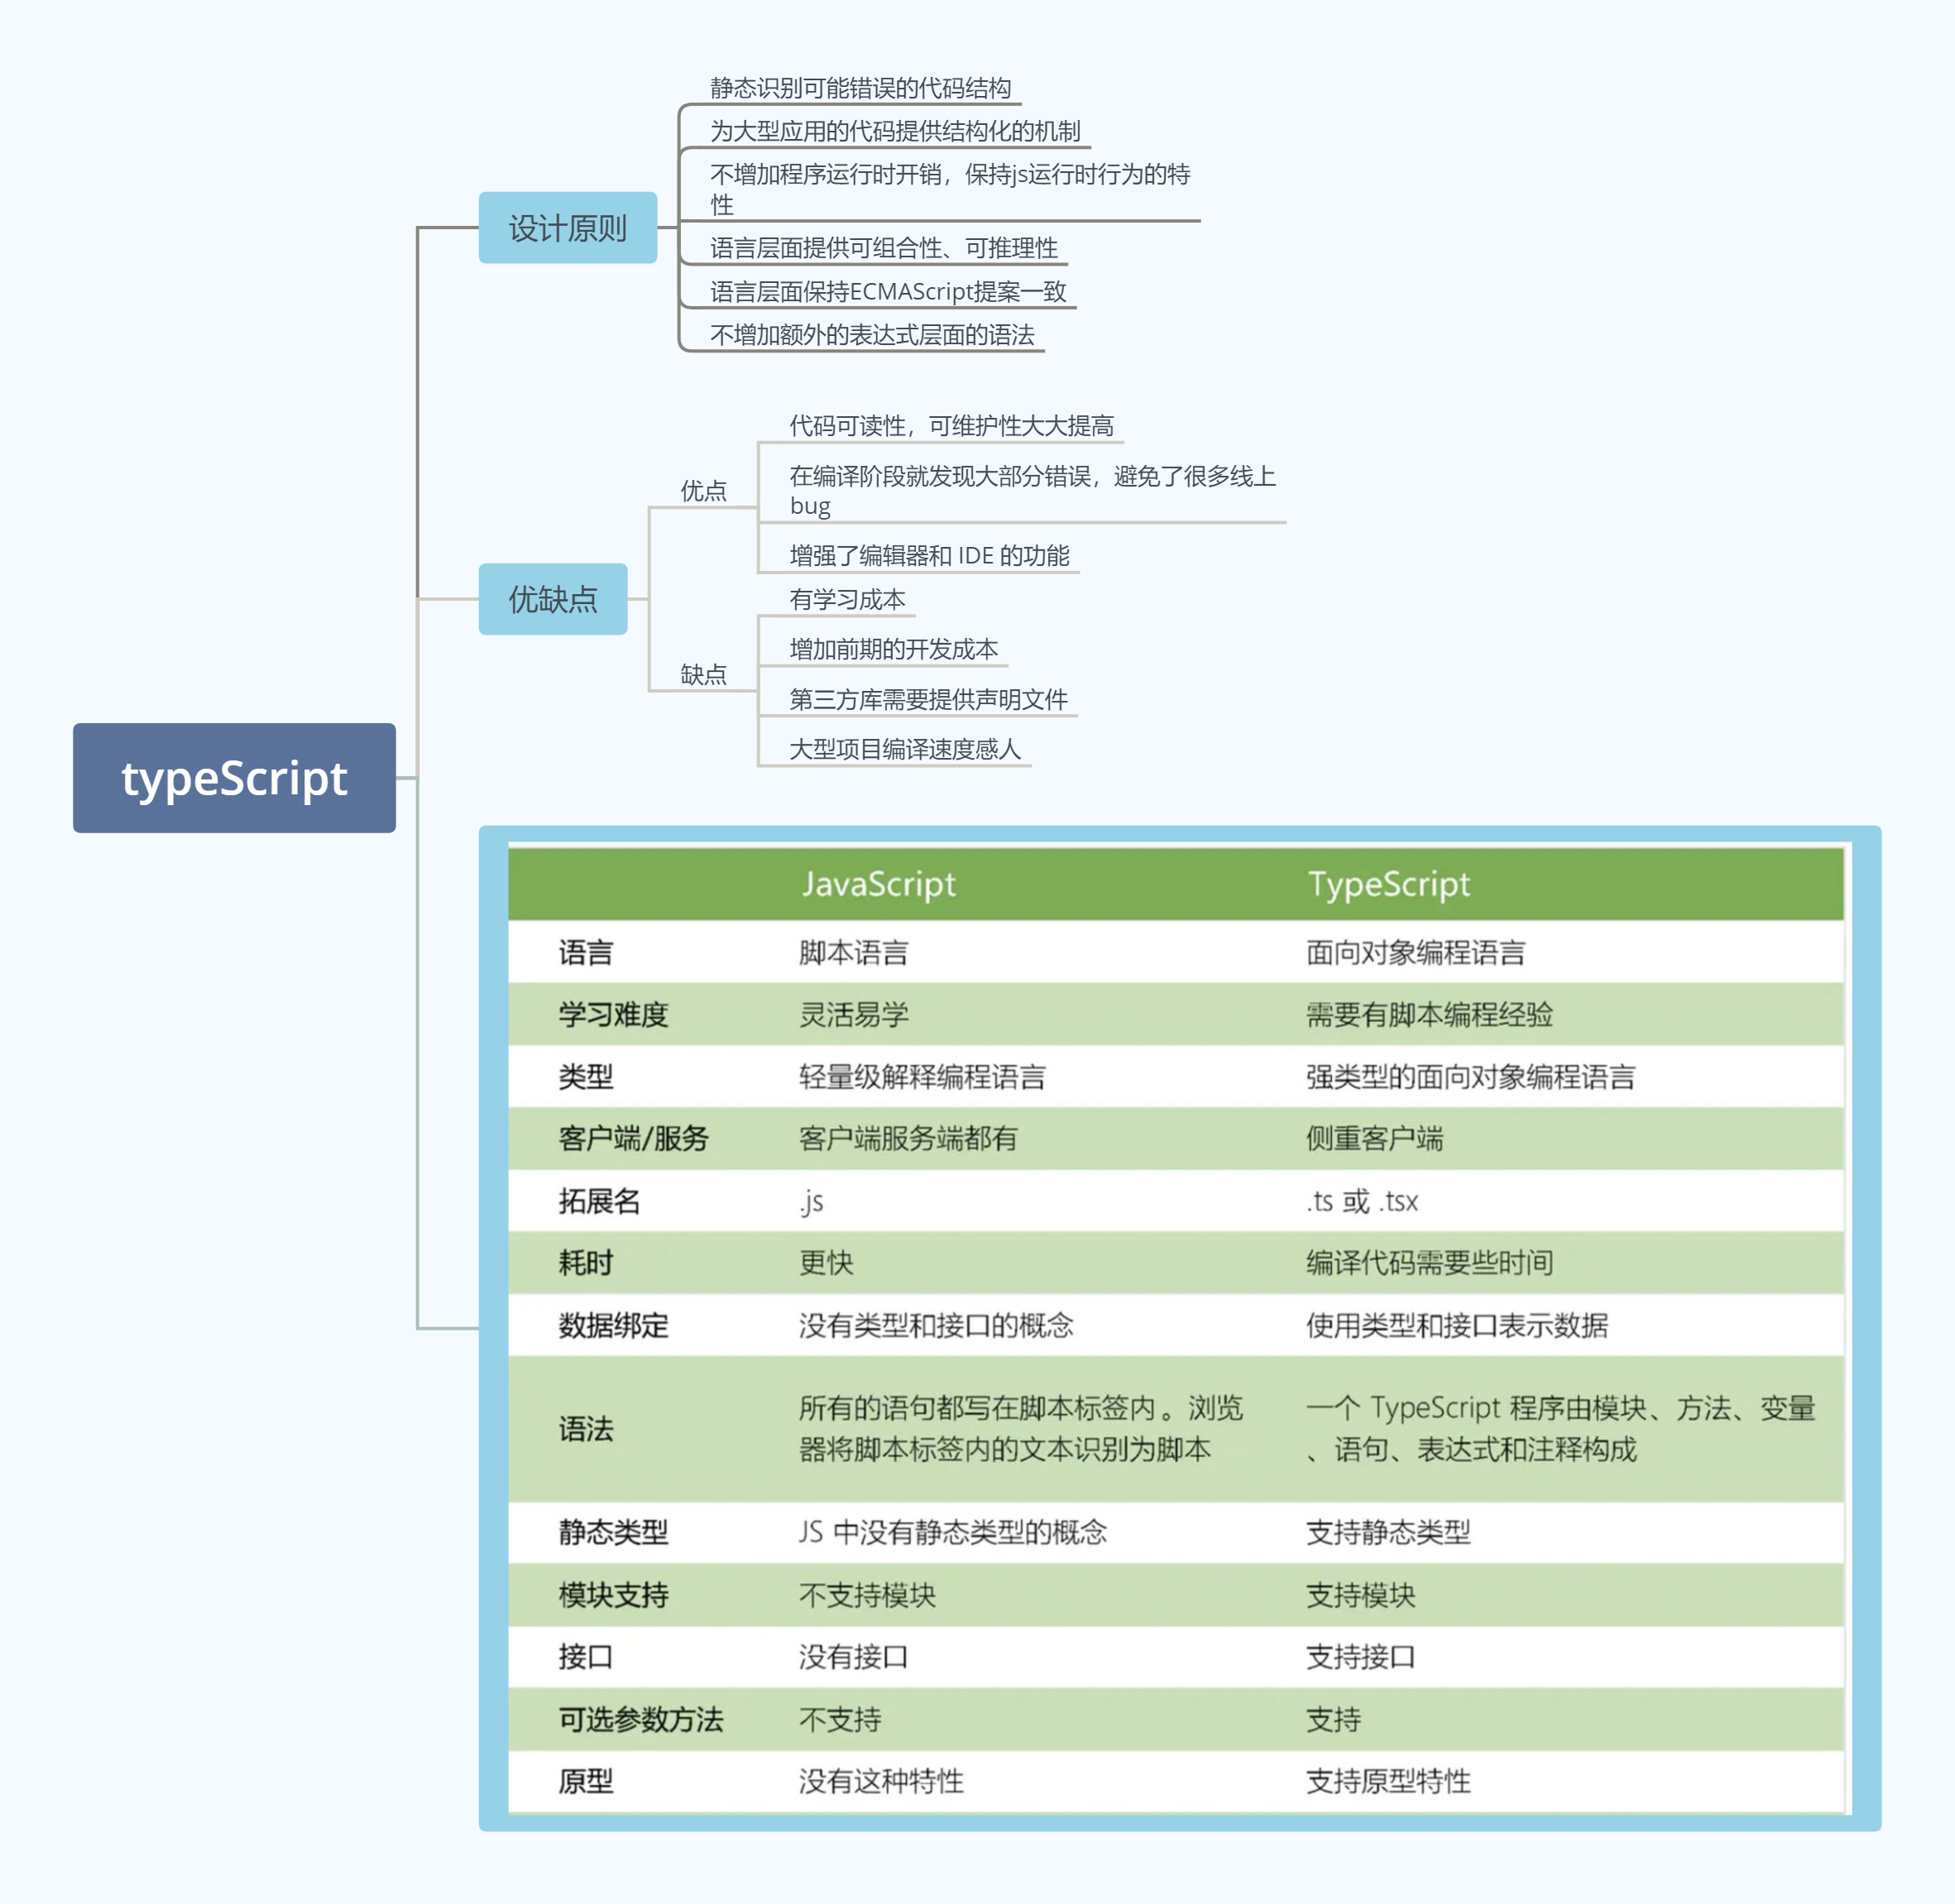 静态识别可能错误的代码结构
为大型应用的代码提供结构化的机制
不增加程序运行时开销，保持js运行时行为的特
性
设计原则
语言层面提供可组合性、可推理性
语言层面保持ECMAScript提案一致
不增加额外的表达式层面的语法
代码可读性，可维护性大大提高
在编译阶段就发现大部分错误，避免了很多线上
bug
优点
增强了编辑器和 IDE 的功能
优缺点
有学习成本
增加前期的开发成本
缺点
第三方库需要提供声明文件
大型项目编译速度感人
typeScript
JavaScript TypeScript
语言 脚本语言 面向对象编程语言
学习难度 灵活易学 需要有脚本编程经验
类型 轻量级解释编程语言 强类型的面向对象编程语言
客户端/服务 客户端服务端都有 侧重客户端
拓展名 .js .ts 或 .tsx
耗时 更快 编译代码需要些时间
数据绑定 没有类型和接口的概念 使用类型和接口表示数据
语法 所有的语句都写在脚本标签内。浏览 一个 TypeScript 程序由模块、方法、变量
器将脚本标签内的文本识别为脚本 、语句、表达式和注释构成
静态类型 JS 中没有静态类型的概念 支持静态类型
模块支持 不支持模块 支持模块
接口 没有接口 支持接口
可选参数方法 不支持 支持
原型 没有这种特性 支持原型特性